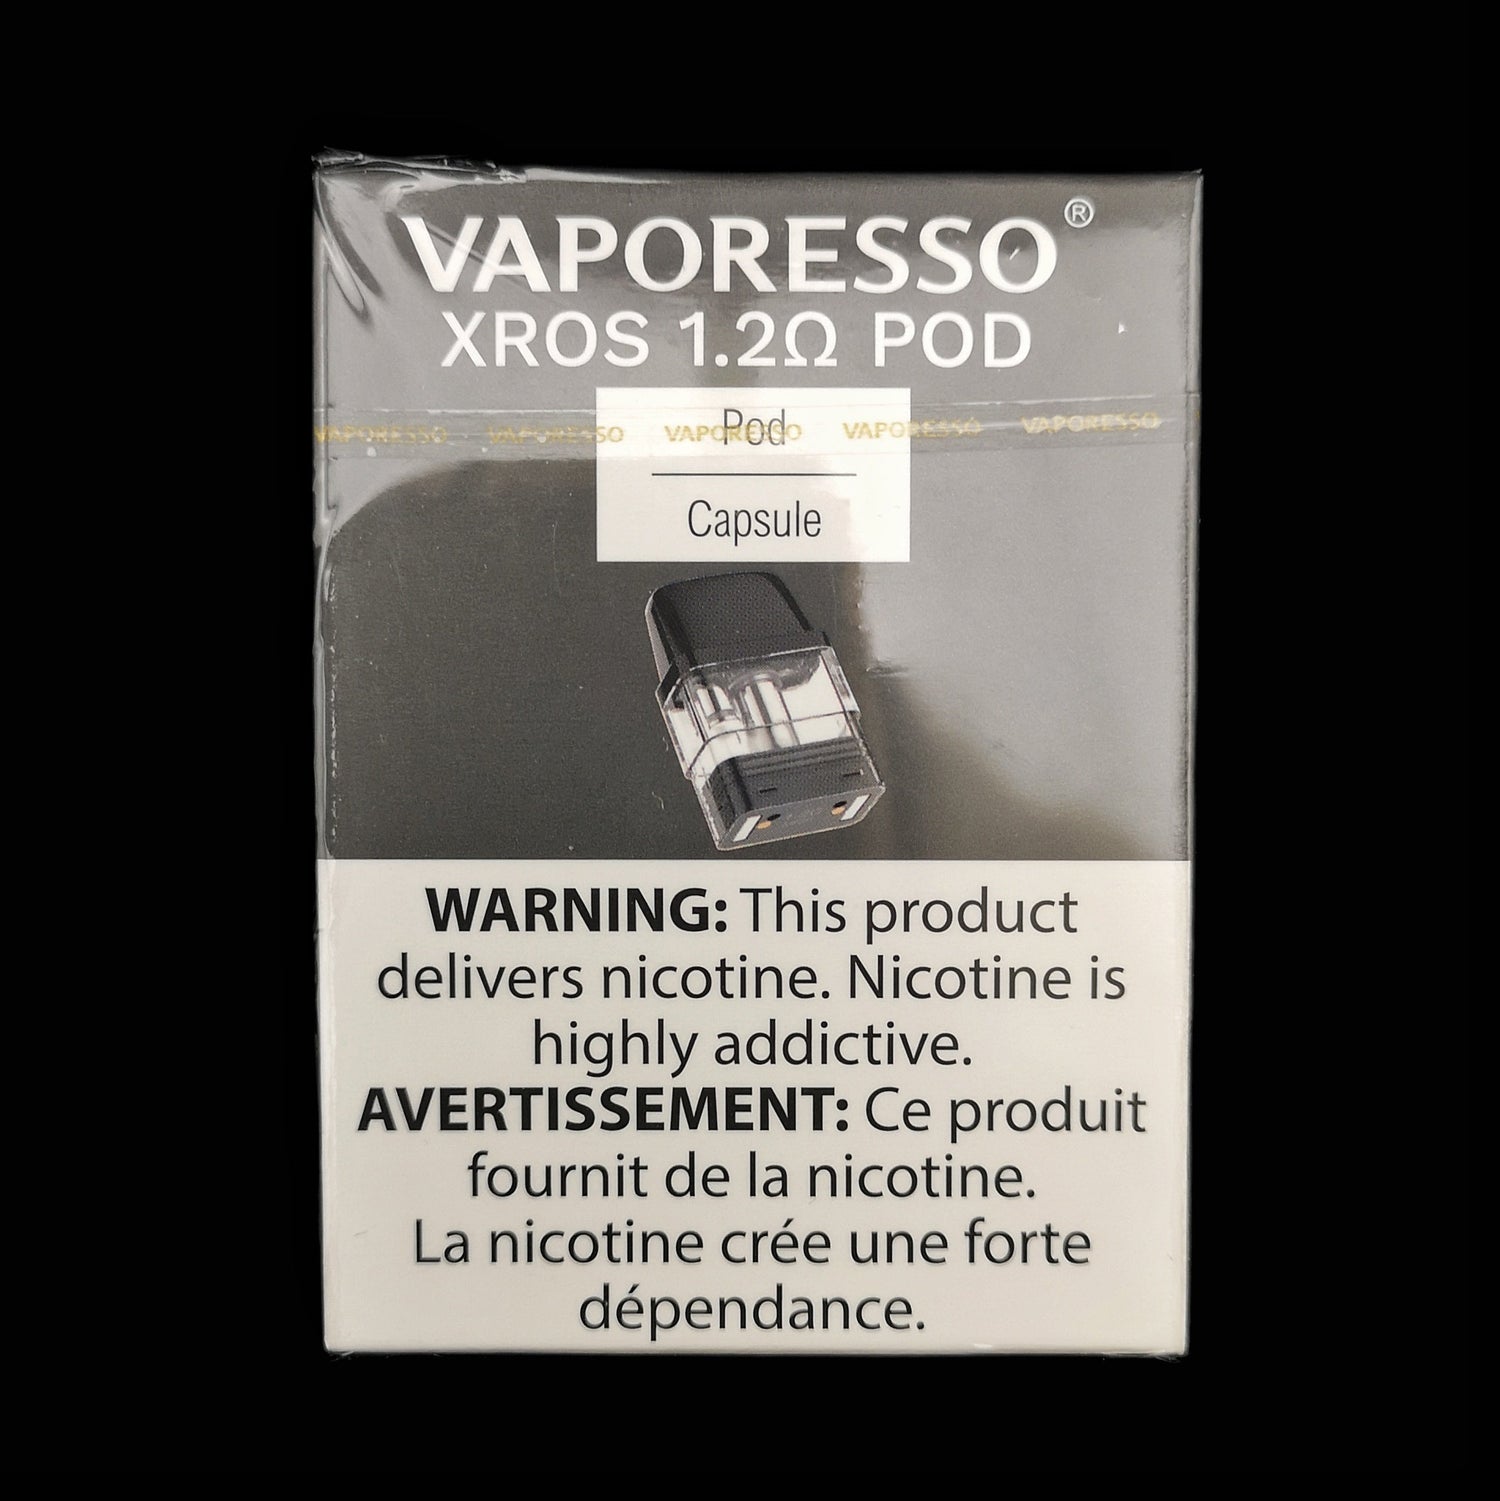 VAPORESSO®
XROS 1.2Ω POD
Pod
VAPORESSO VAPORESSO VAPORESSO VAPORESSO VAPORESSO
Capsule
WARNING: This product
delivers nicotine. Nicotine is
highly addictive.
AVERTISSEMENT: Ce produit
fournit de la nicotine.
La nicotine crée une forte
dépendance.